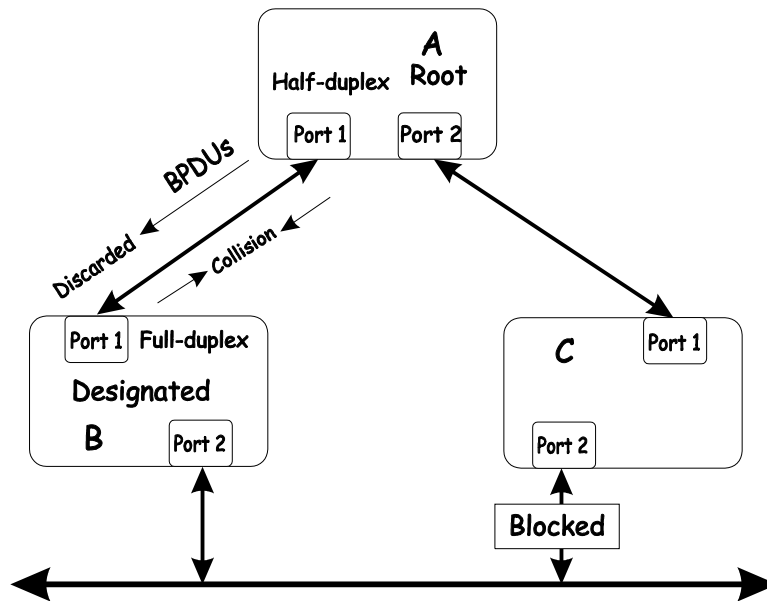 A
Root
Half-duplex
Port 1
Port 2
BPDUs
Discarded
Collision
Port 1
Full-duplex
Designated
B
Port 2
C
Port 1
Port 2
Blocked